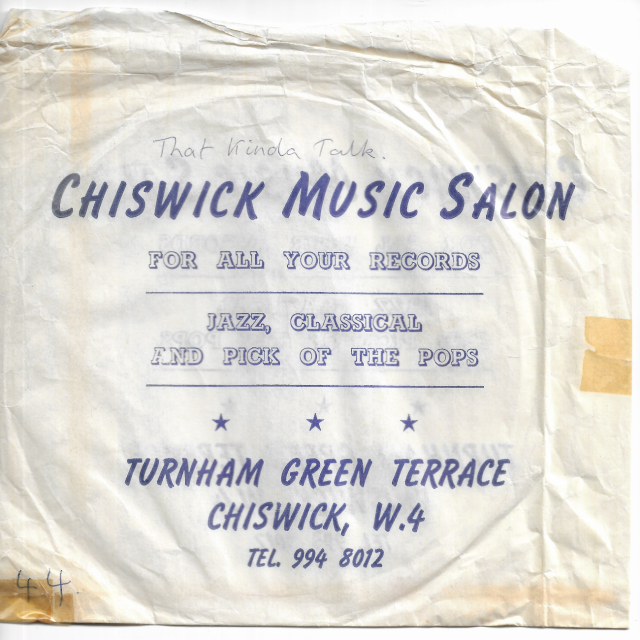 That Kinda Talk.
CHISWICK MUSIC SALON
FOR ALL YOUR RECORDS
JAZZ, CLASSICAL
AND PICK OF THE POPS
TURNHAM GREEN TERRACE
CHISWICK, W.4
TEL. 994 8012
44.